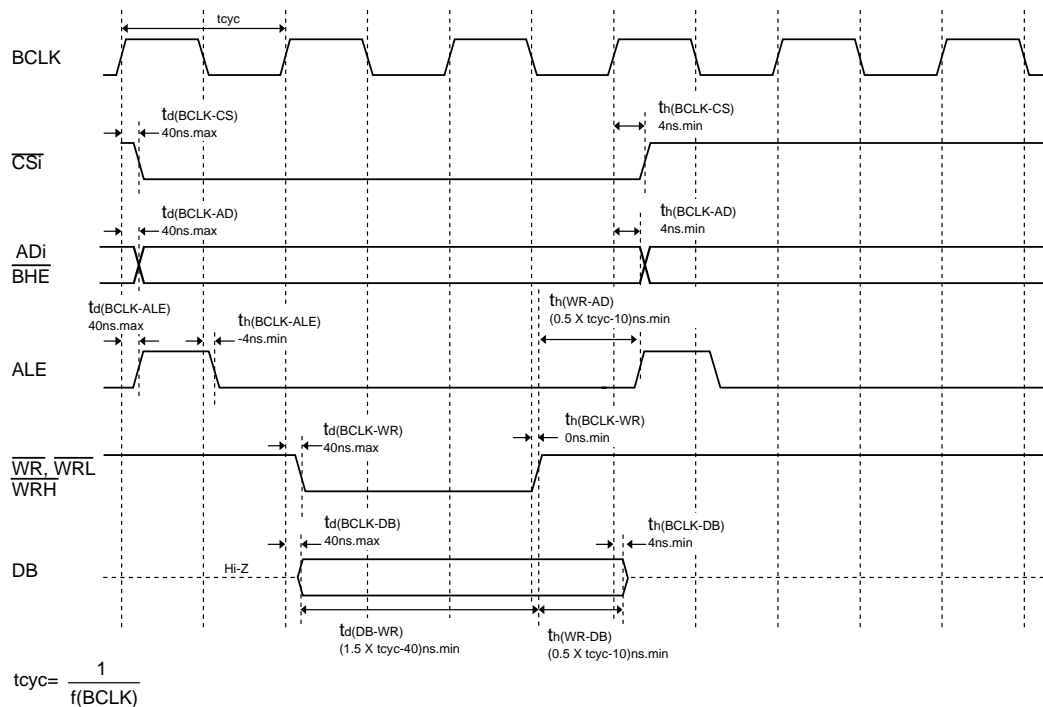 tcyc
BCLK
td(BCLK-CS)
40ns.max
th(BCLK-CS)
4ns.min
CSi
td(BCLK-AD)
40ns.max
th(BCLK-AD)
4ns.min
ADi
BHE
td(BCLK-ALE)
40ns.max
th(BCLK-ALE)
-4ns.min
th(WR-AD)
(0.5 X tcyc-10)ns.min
ALE
td(BCLK-WR)
40ns.max
th(BCLK-WR)
0ns.min
WR, WRL
WRH
td(BCLK-DB)
40ns.max
th(BCLK-DB)
4ns.min
DB
Hi-Z
td(DB-WR)
(1.5 X tcyc-40)ns.min
th(WR-DB)
(0.5 X tcyc-10)ns.min
tcyc= 1
f(BCLK)